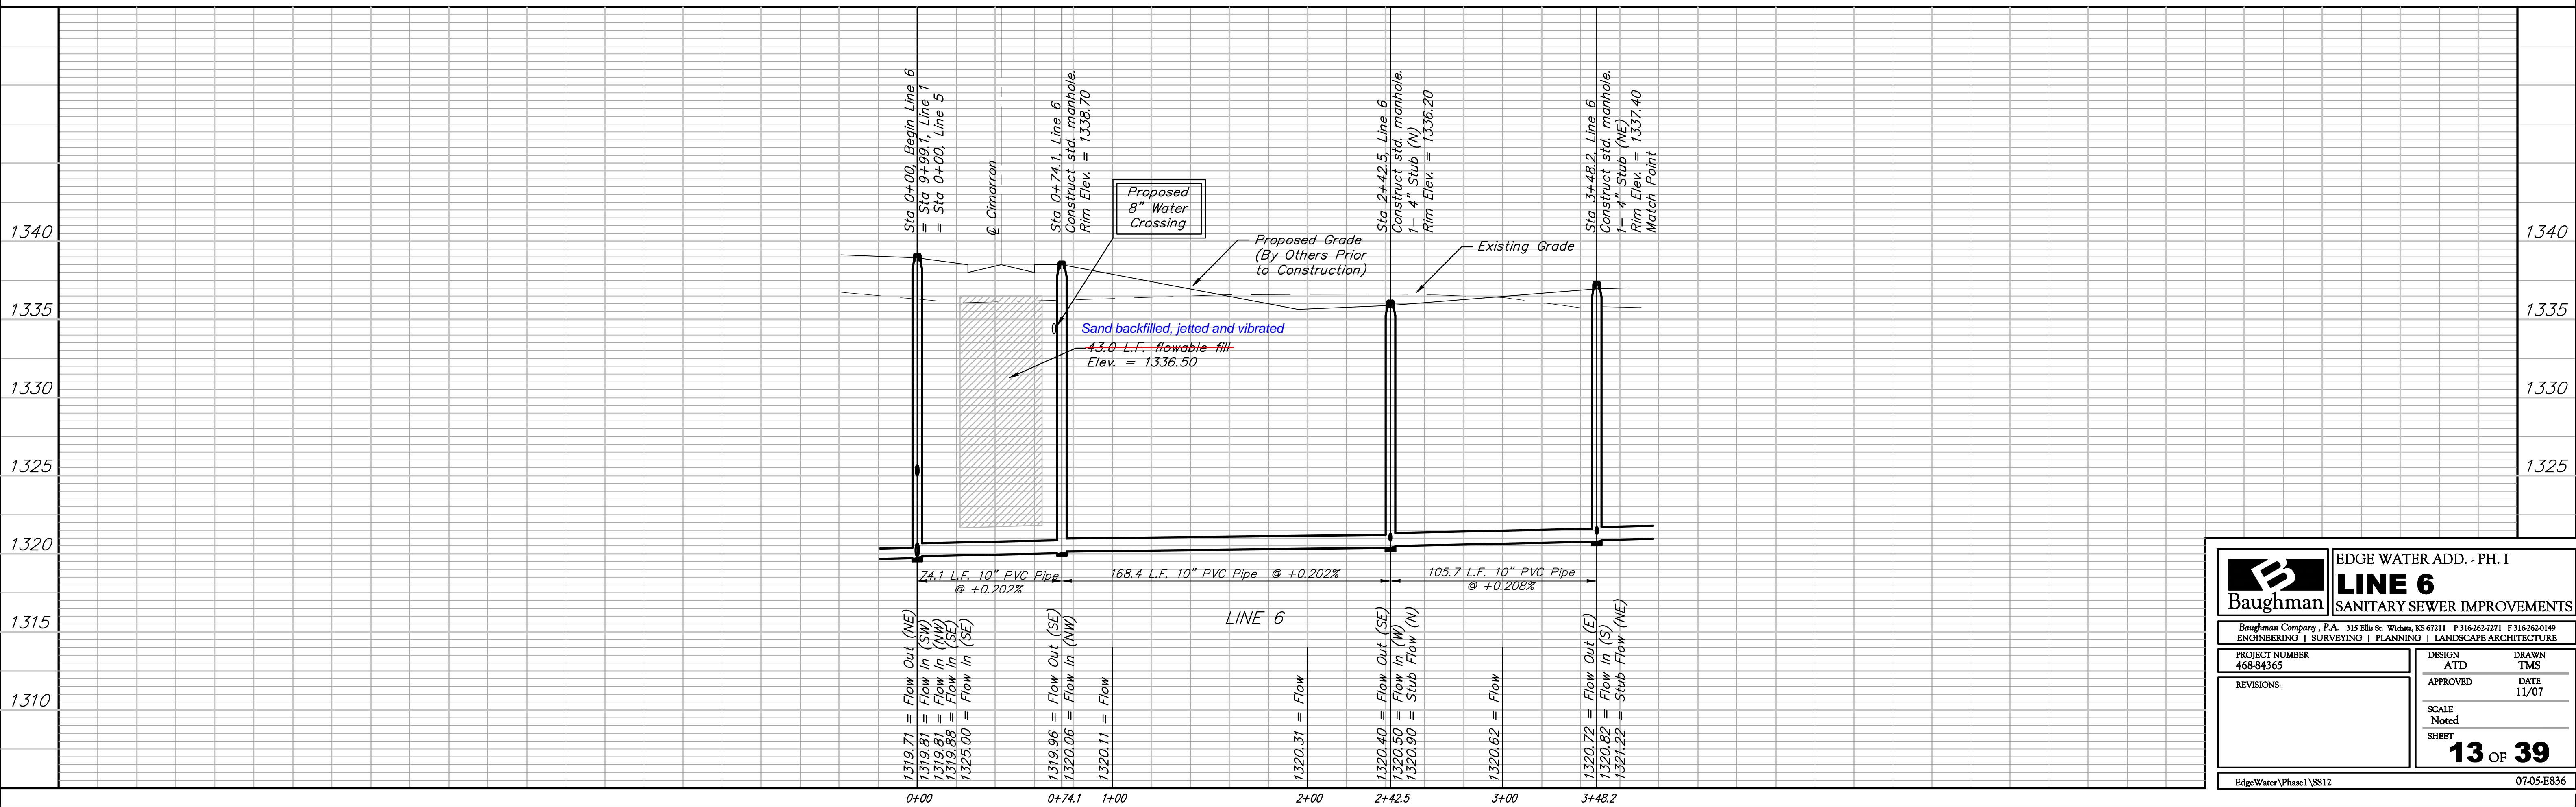 Sta 0+00, Begin Line 6
= Sta 9+99.1, Line 1
= Sta 0+00, Line 5
℄ Cimarron
Sta 0+74.1, Line 6
Construct std. manhole.
Rim Elev. = 1338.70
Sta 2+42.5, Line 6
Construct std. manhole.
1- 4" Stub (N)
Rim Elev. = 1336.20
Sta 3+48.2, Line 6
Construct std. manhole.
1- 4" Stub (NE)
Rim Elev. = 1337.40
Match Point
Proposed
8" Water
Crossing
Proposed Grade
(By Others Prior
to Construction)
Existing Grade
Sand backfilled, jetted and vibrated
43.0 L.F. flowable fill
Elev. = 1336.50
1340
1335
1330
1325
1320
1315
1310
1340
1335
1330
1325
74.1 L.F. 10" PVC Pipe
@ +0.202%
168.4 L.F. 10" PVC Pipe @ +0.202%
105.7 L.F. 10" PVC Pipe
@ +0.208%
LINE 6
1319.71 = Flow Out (NE)
1319.81 = Flow In (SW)
1319.81 = Flow In (NW)
1319.88 = Flow In (SE)
1325.00 = Flow In (SE)
1319.96 = Flow Out (SE)
1320.06 = Flow In (NW)
1320.11 = Flow
1320.31 = Flow
1320.40 = Flow Out (SE)
1320.50 = Flow In (W)
1320.90 = Stub Flow (N)
1320.62 = Flow
1320.72 = Flow Out (E)
1320.82 = Flow In (S)
1321.22 = Stub Flow (NE)
0+00
0+74.1
1+00
2+00
2+42.5
3+00
3+48.2
B
Baughman
EDGE WATER ADD. - PH. I
LINE 6
SANITARY SEWER IMPROVEMENTS
Baughman Company, P.A. 315 Ellis St. Wichita, KS 67211 P 316-262-7271 F 316-262-0149
ENGINEERING | SURVEYING | PLANNING | LANDSCAPE ARCHITECTURE
PROJECT NUMBER
468-84365
REVISIONS:
DESIGN
ATD
DRAWN
TMS
APPROVED
DATE
11/07
SCALE
Noted
SHEET
13 OF 39
EdgeWater\Phase1\SS12
07-05-E836